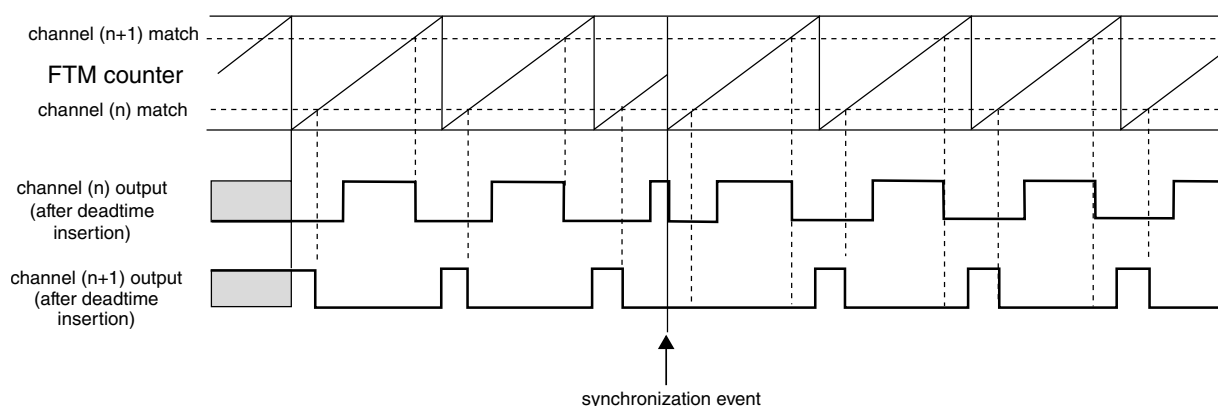 channel (n+1) match
FTM counter
channel (n) match
channel (n) output
(after deadtime
insertion)
channel (n+1) output
(after deadtime
insertion)
synchronization event